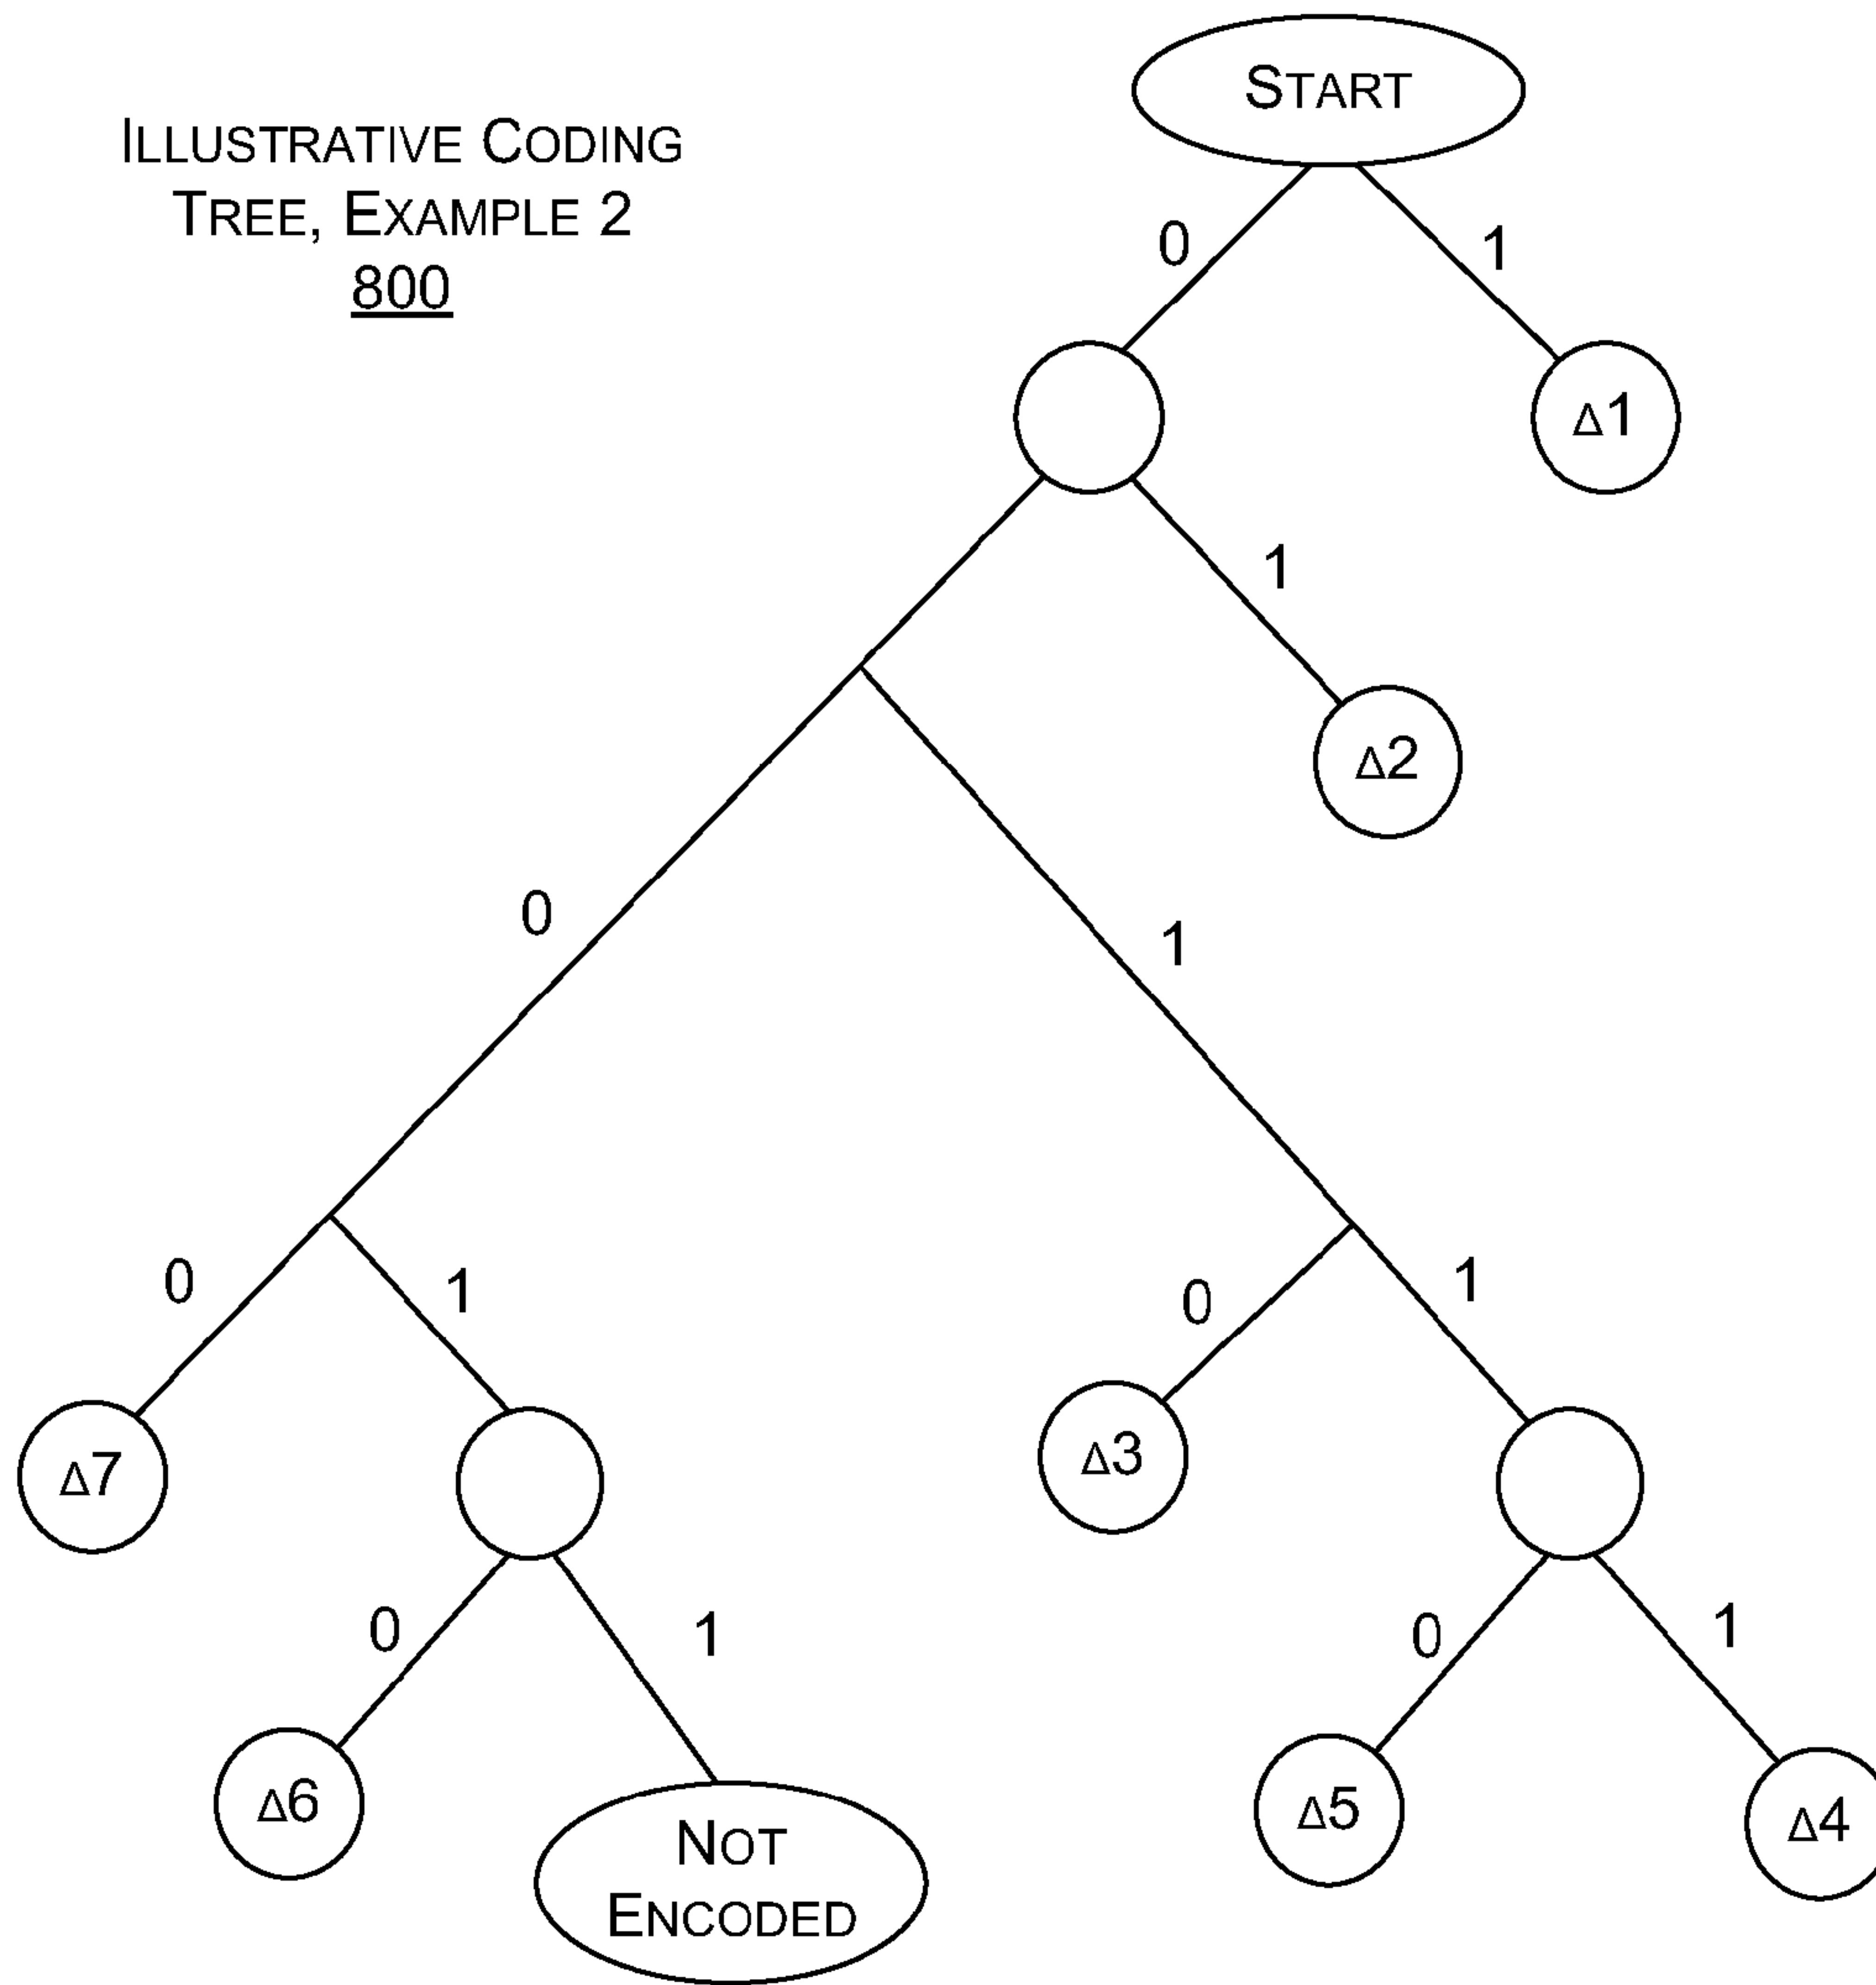 START
ILLUSTRATIVE CODING
TREE, EXAMPLE 2
800
0
1
Δ1
1
Δ2
0
1
0
1
0
1
Δ7
Δ3
0
1
0
1
Δ6
Δ5
Δ4
NOT
ENCODED